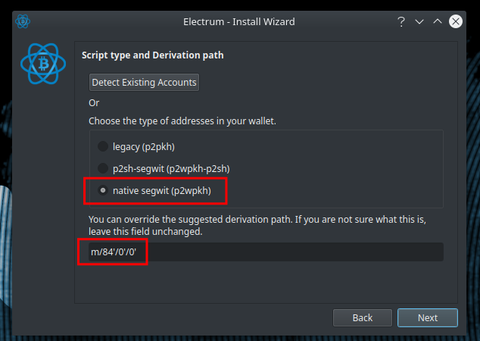 Electrum - Install Wizard
Script type and Derivation path
Detect Existing Accounts
Or
Choose the type of addresses in your wallet.
legacy (p2pkh)
p2sh-segwit (p2wpkh-p2sh)
native segwit (p2wpkh)
You can override the suggested derivation path. If you are not sure what this is,
leave this field unchanged.
m/84'/0'/0'
Back
Next